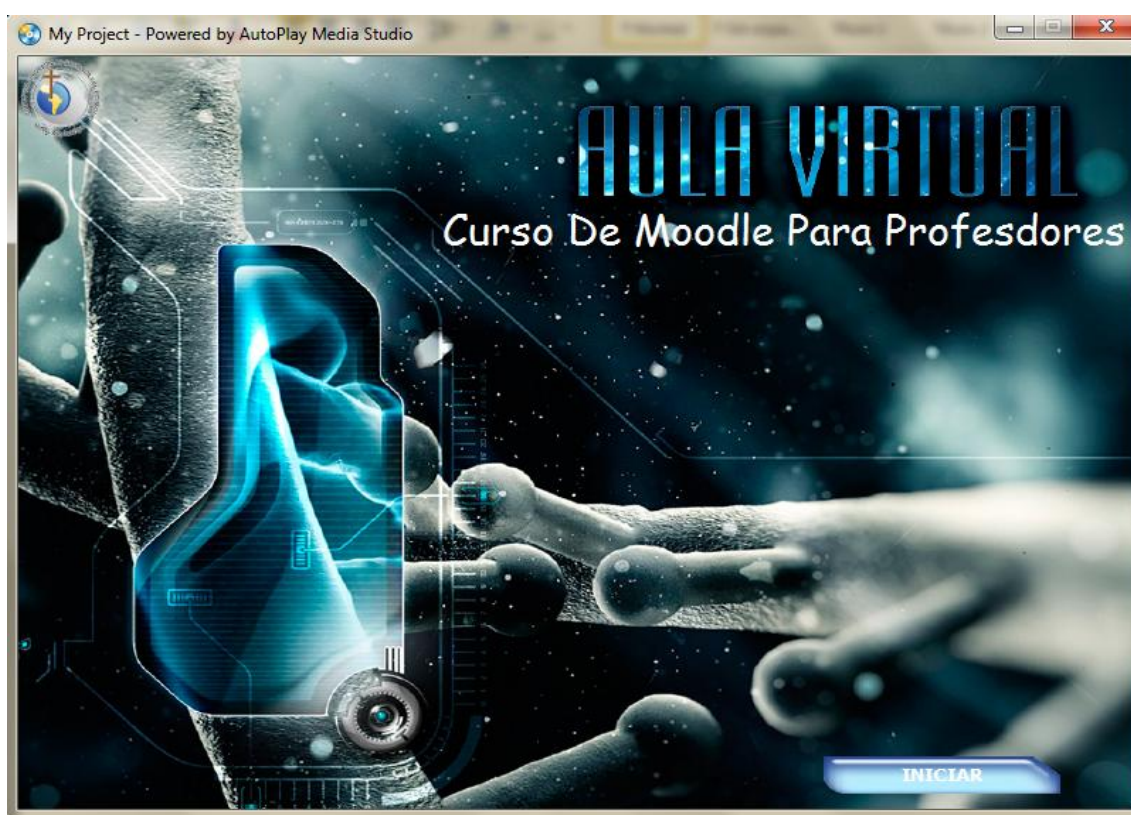 My Project - Powered by AutoPlay Media Studio
AULA VIRTUAL
Curso De Moodle Para Profesdores
INICIAR